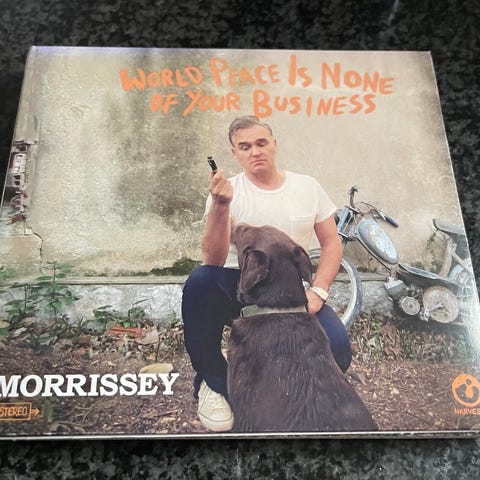 WORLD PEACE IS NONE
OF YOUR BUSINESS
MORRISSEY
STEREO
HARVEST